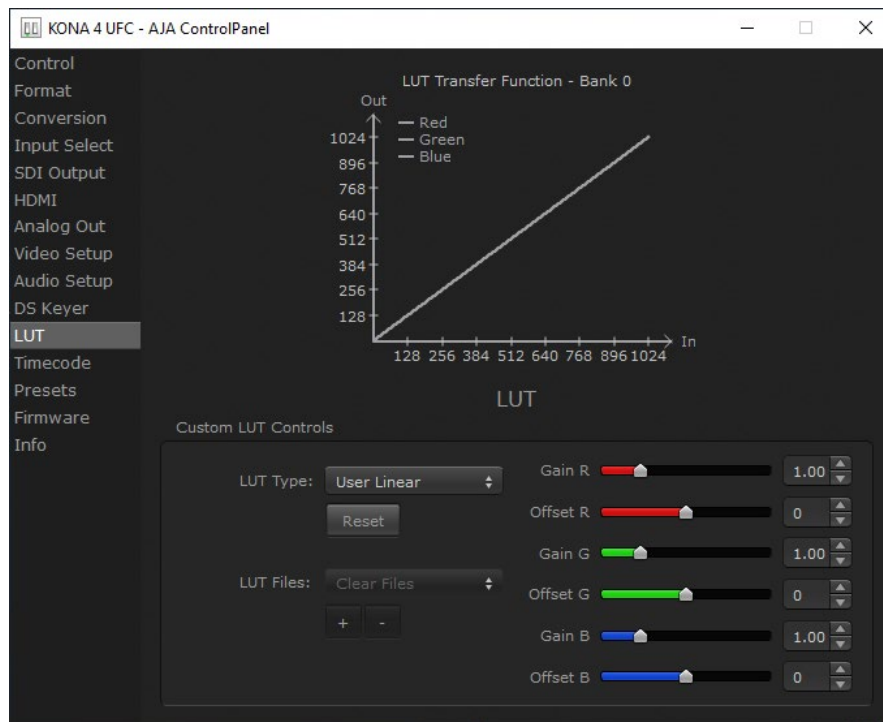 KONA 4 UFC - AJA ControlPanel
Control
Format
Conversion
Input Select
SDI Output
HDMI
Analog Out
Video Setup
Audio Setup
DS Keyer
LUT
Timecode
Presets
Firmware
Info
LUT Transfer Function - Bank 0
Out
Red
Green
Blue
1024
896
768
640
512
384
256
128
128 256 384 512 640 768 896 1024
In
LUT
Custom LUT Controls
LUT Type: User Linear
Reset
LUT Files: Clear Files
+ -
Gain R 1.00
Offset R 0
Gain G 1.00
Offset G 0
Gain B 1.00
Offset B 0